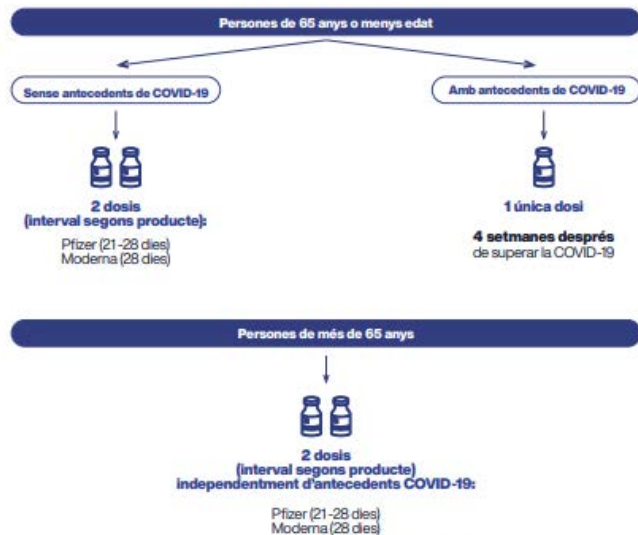 Persones de 65 anys o menys edat
Sense antecedents de COVID-19
Amb antecedents de COVID-19
2 dosis
(interval segons producte):
Pfizer (21-28 dies)
Moderna (28 dies)
1 única dosi
4 setmanes després
de superar la COVID-19
Persones de més de 65 anys
2 dosis
(interval segons producte)
independentment d'antecedents COVID-19:
Pfizer (21-28 dies)
Moderna (28 dies)